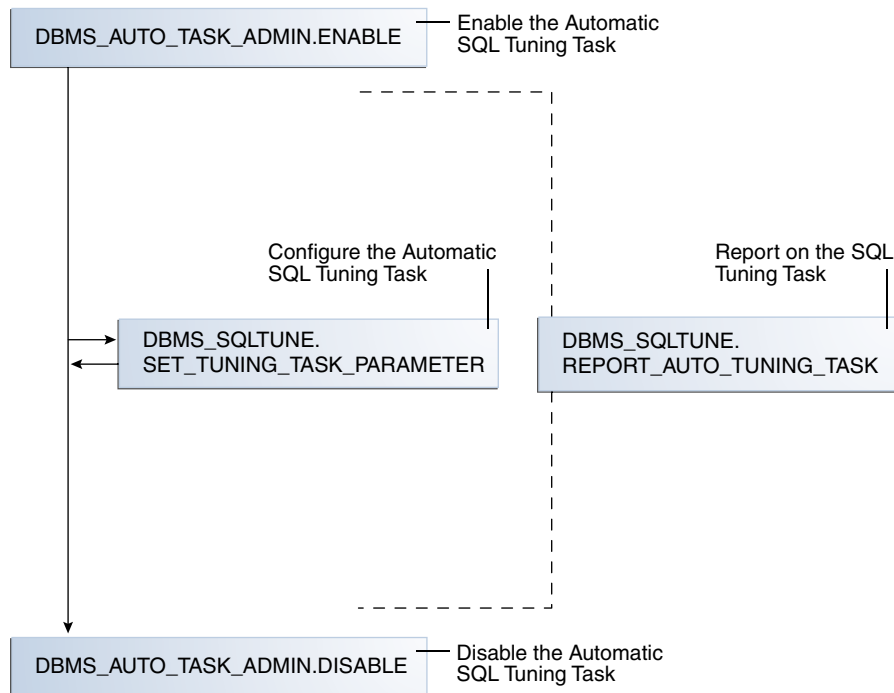 DBMS_AUTO_TASK_ADMIN.ENABLE
Enable the Automatic
SQL Tuning Task
Configure the Automatic
SQL Tuning Task
Report on the SQL
Tuning Task
DBMS_SQLTUNE.
SET_TUNING_TASK_PARAMETER
DBMS_SQLTUNE.
REPORT_AUTO_TUNING_TASK
DBMS_AUTO_TASK_ADMIN.DISABLE
Disable the Automatic
SQL Tuning Task